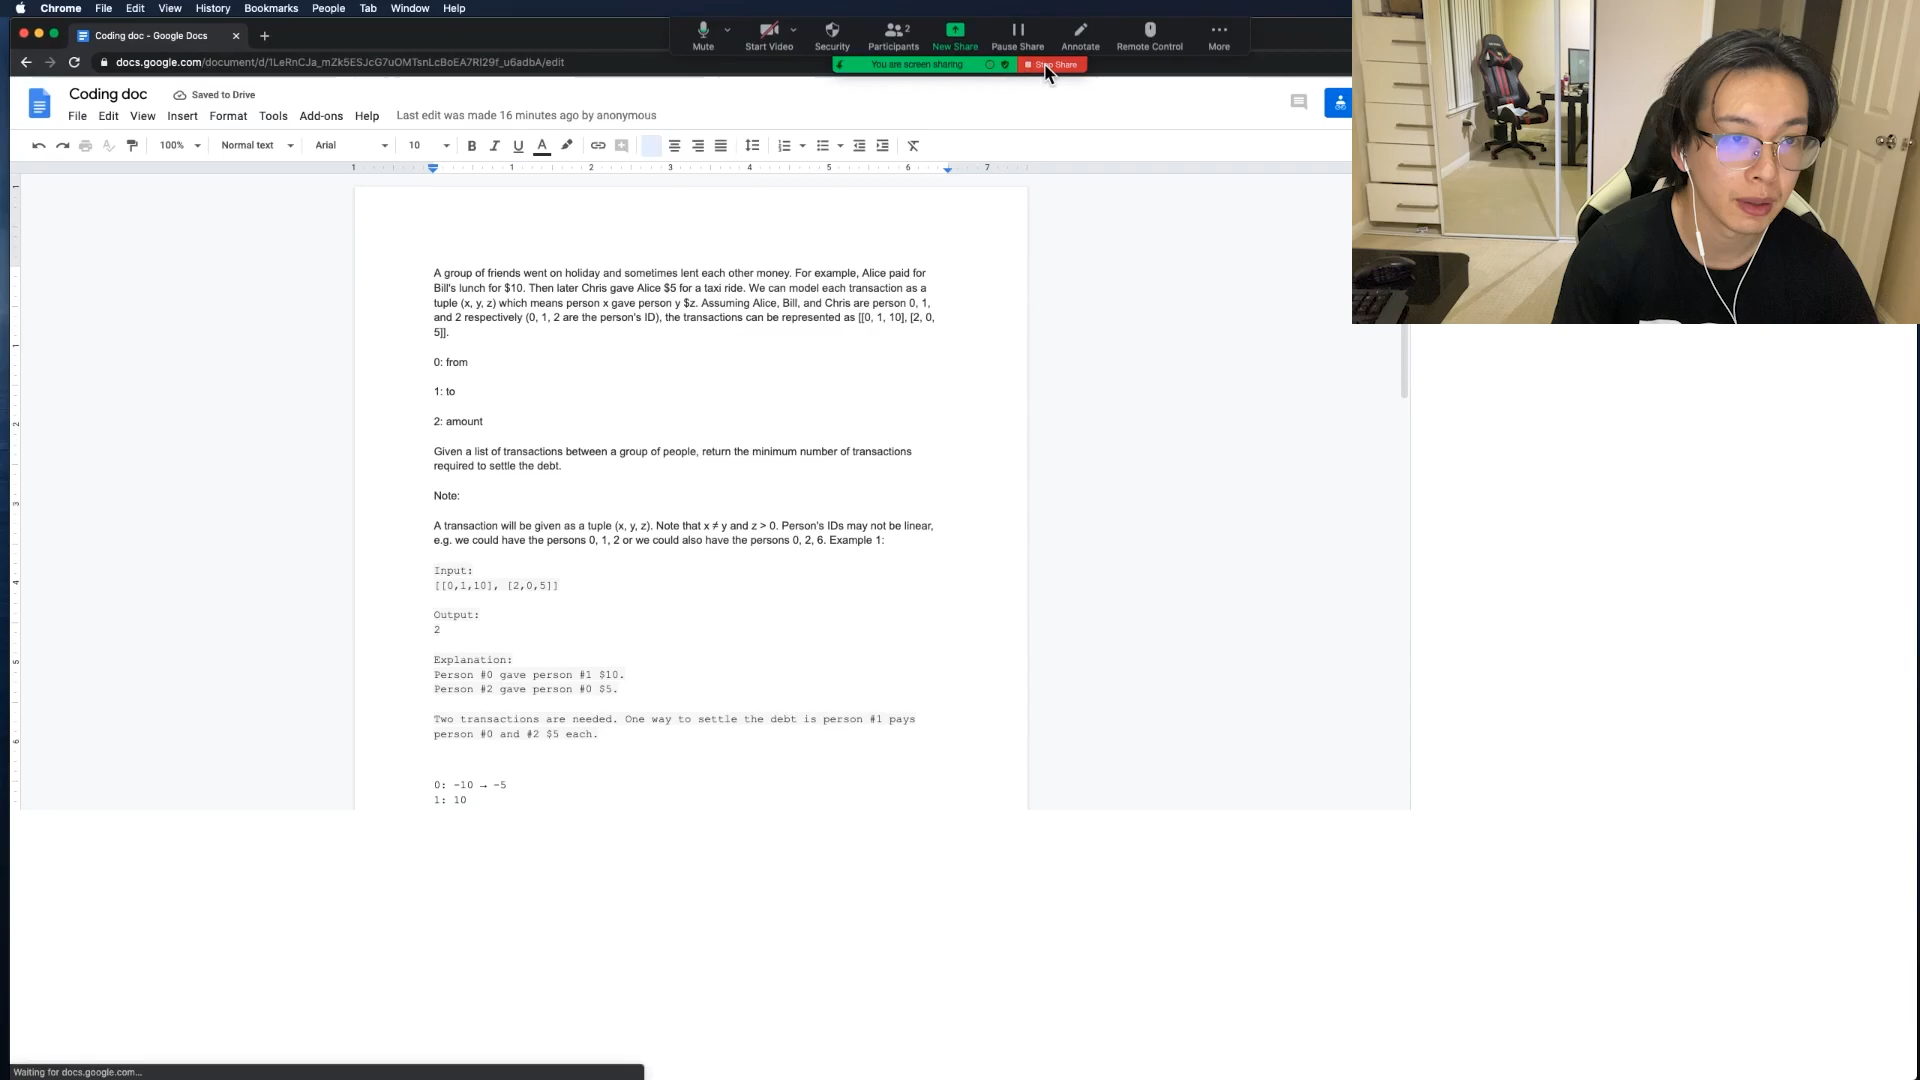 Chrome File Edit View History Bookmarks People Tab Window Help
Coding doc - Google Docs
Mute Start Video Security Participants 2 New Share Pause Share Annotate Remote Control More
docs.google.com/document/d/1LeRnCJa_mZk5ESJcG7uOMTsnLcBoEA7RI29f_u6adbA/edit
You are screen sharing Share
Coding doc Saved to Drive
File Edit View Insert Format Tools Add-ons Help Last edit was made 16 minutes ago by anonymous
100% Normal text Arial 10 B I U A
1 1 2 3 4 5 6 7
A group of friends went on holiday and sometimes lent each other money. For example, Alice paid for
Bill's lunch for $10. Then later Chris gave Alice $5 for a taxi ride. We can model each transaction as a
tuple (x, y, z) which means person x gave person y $z. Assuming Alice, Bill, and Chris are person 0, 1,
and 2 respectively (0, 1, 2 are the person's ID), the transactions can be represented as [[0, 1, 10], [2, 0,
5]].
0: from
1: to
2: amount
Given a list of transactions between a group of people, return the minimum number of transactions
required to settle the debt.
Note:
A transaction will be given as a tuple (x, y, z). Note that x ≠ y and z > 0. Person's IDs may not be linear,
e.g. we could have the persons 0, 1, 2 or we could also have the persons 0, 2, 6. Example 1:
Input:
[[0,1,10], [2,0,5]]
Output:
2
Explanation:
Person #0 gave person #1 $10.
Person #2 gave person #0 $5.
Two transactions are needed. One way to settle the debt is person #1 pays
person #0 and #2 $5 each.
0: -10 → -5
1: 10
Waiting for docs.google.com...